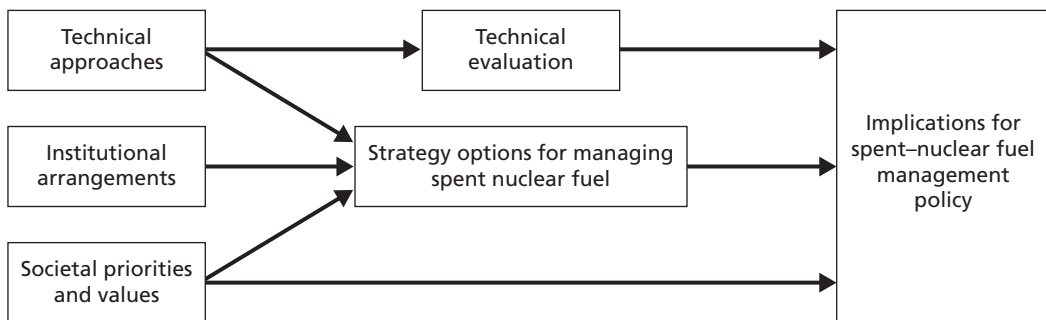 Technical
approaches
Technical
evaluation
Institutional
arrangements
Strategy options for managing
spent nuclear fuel
Implications for
spent–nuclear fuel
management
policy
Societal priorities
and values